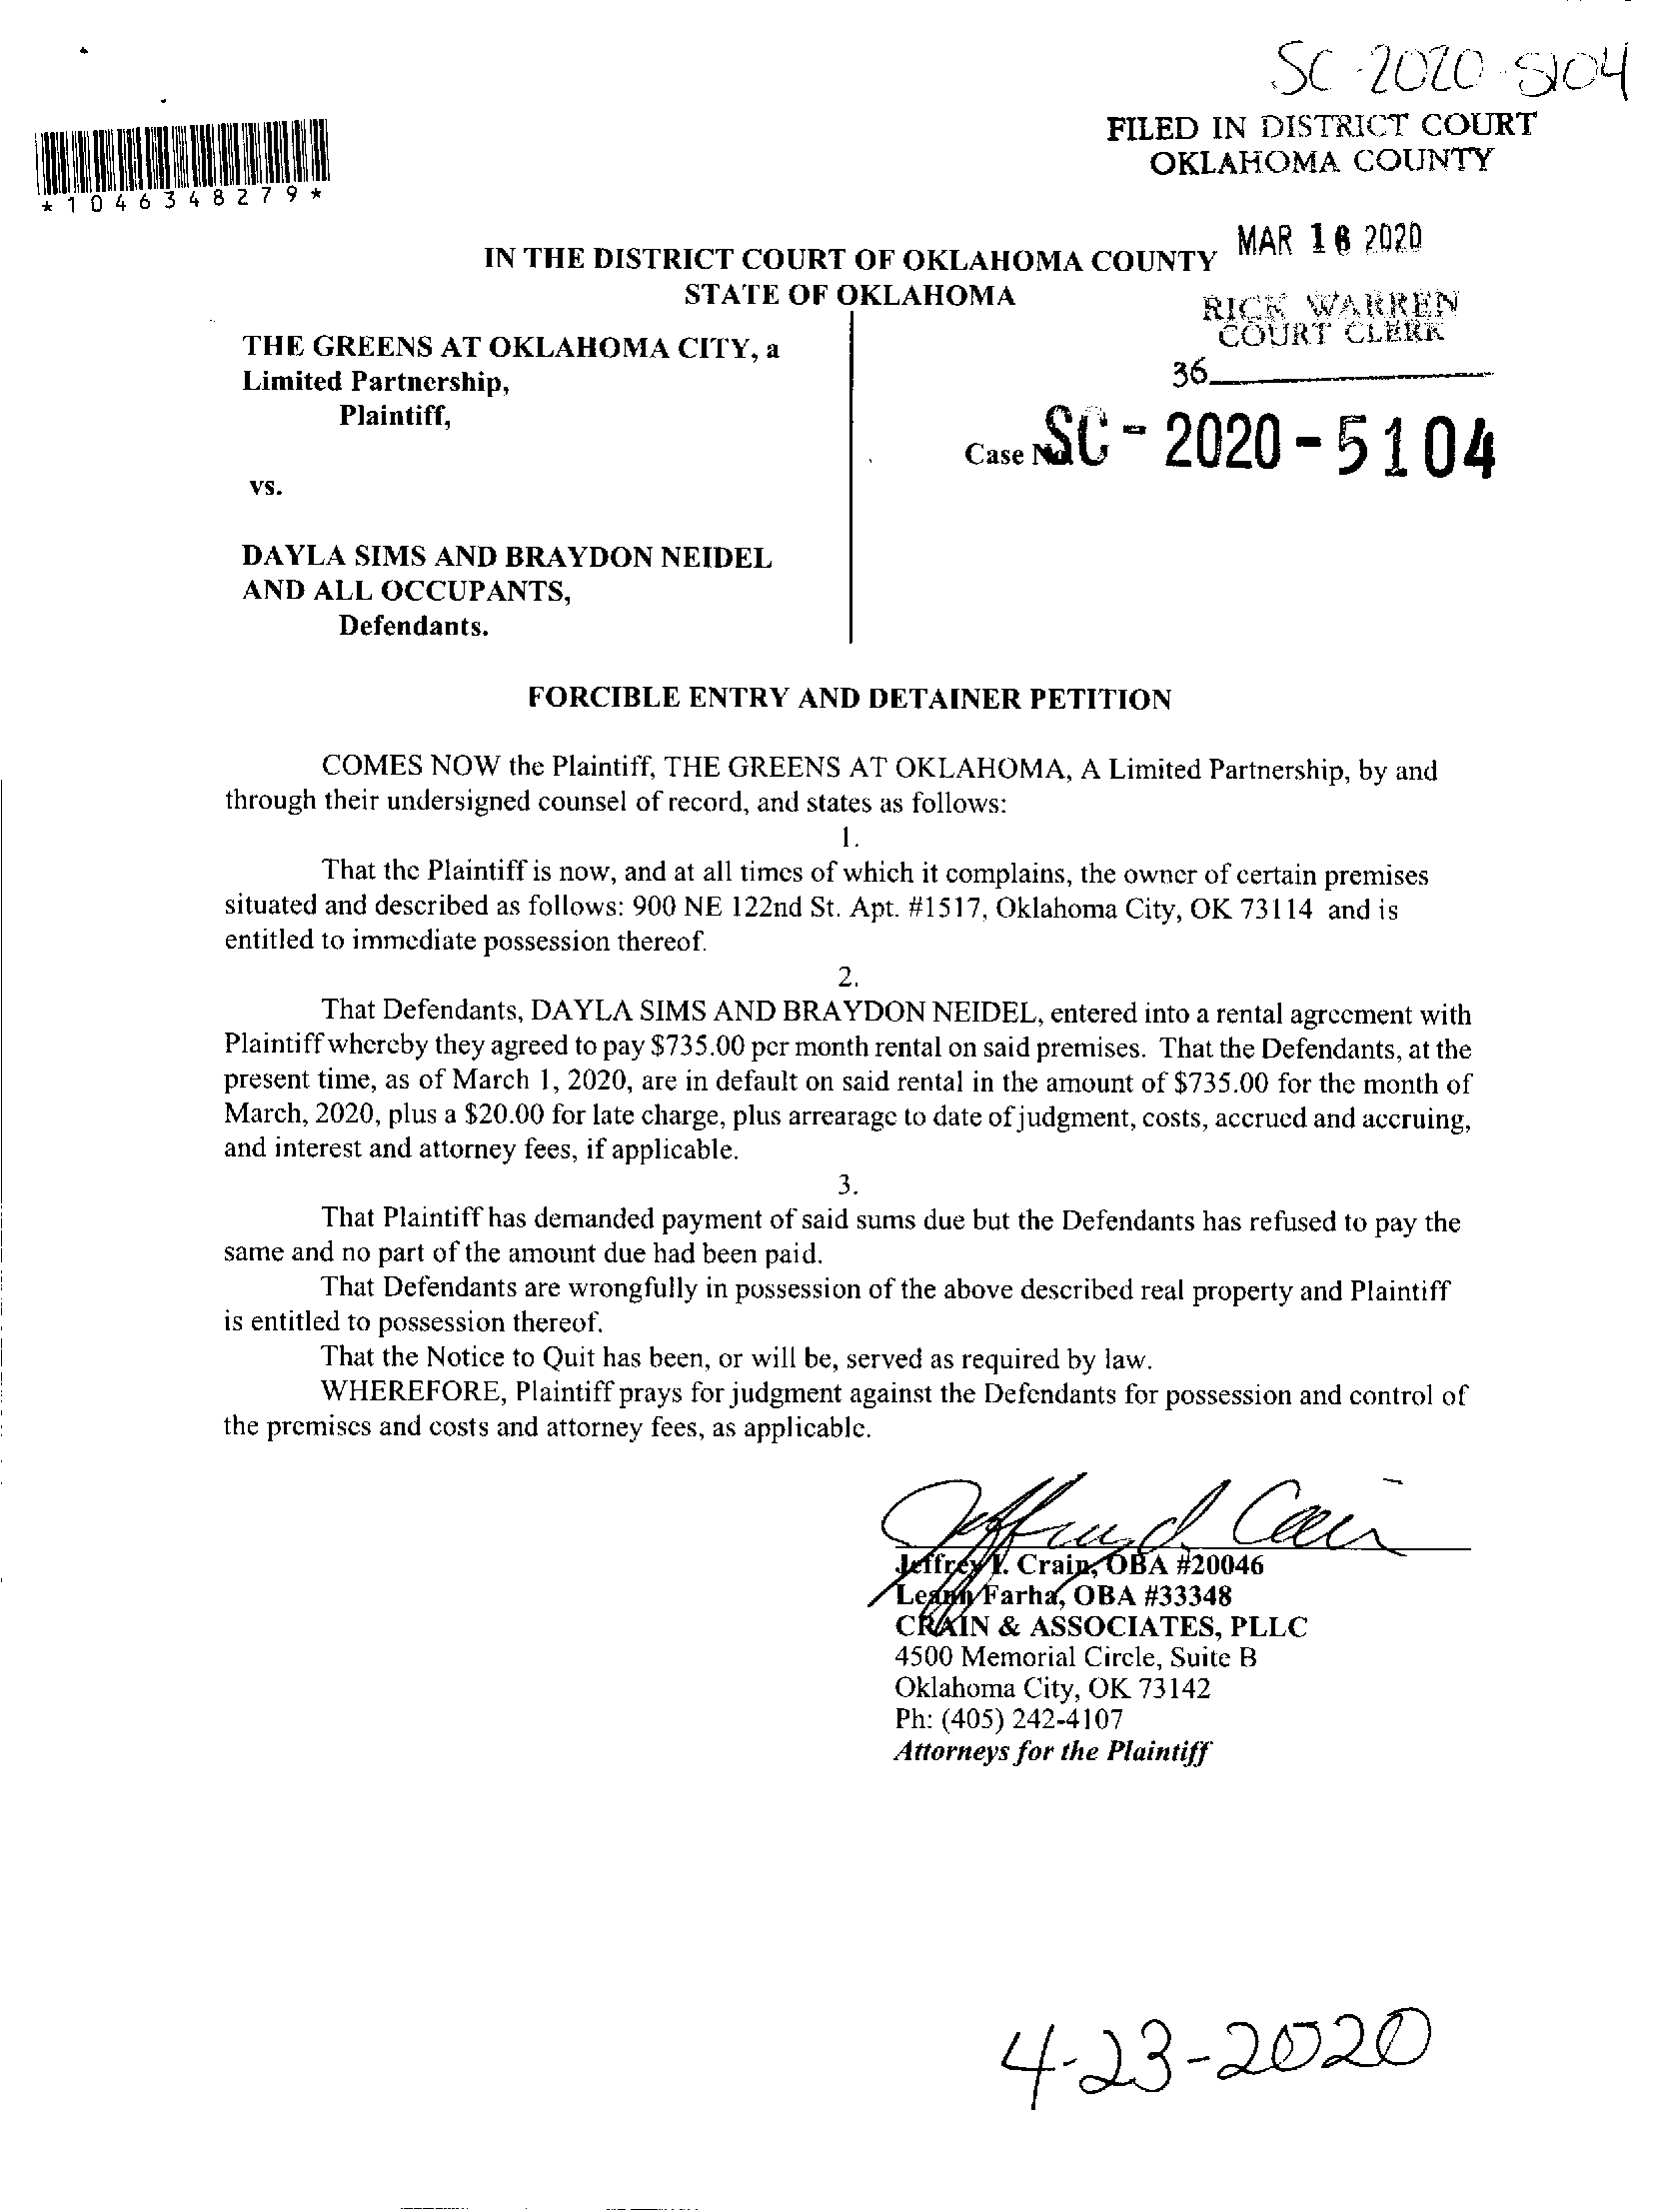 SC-2020-5104
FILED IN DISTRICT COURT
OKLAHOMA COUNTY
*1046348279*
MAR 16 2020
IN THE DISTRICT COURT OF OKLAHOMA COUNTY
STATE OF OKLAHOMA
RICK WARREN
COURT CLERK
36
THE GREENS AT OKLAHOMA CITY, a
Limited Partnership,
Plaintiff,
Case No. SC-2020-5104
vs.
DAYLA SIMS AND BRAYDON NEIDEL
AND ALL OCCUPANTS,
Defendants.
FORCIBLE ENTRY AND DETAINER PETITION
COMES NOW the Plaintiff, THE GREENS AT OKLAHOMA, A Limited Partnership, by and
through their undersigned counsel of record, and states as follows:
1.
That the Plaintiff is now, and at all times of which it complains, the owner of certain premises
situated and described as follows: 900 NE 122nd St. Apt. #1517, Oklahoma City, OK 73114 and is
entitled to immediate possession thereof.
2.
That Defendants, DAYLA SIMS AND BRAYDON NEIDEL, entered into a rental agreement with
Plaintiff whereby they agreed to pay $735.00 per month rental on said premises. That the Defendants, at the
present time, as of March 1, 2020, are in default on said rental in the amount of $735.00 for the month of
March, 2020, plus a $20.00 for late charge, plus arrearage to date of judgment, costs, accrued and accruing,
and interest and attorney fees, if applicable.
3.
That Plaintiff has demanded payment of said sums due but the Defendants has refused to pay the
same and no part of the amount due had been paid.
That Defendants are wrongfully in possession of the above described real property and Plaintiff
is entitled to possession thereof.
That the Notice to Quit has been, or will be, served as required by law.
WHEREFORE, Plaintiff prays for judgment against the Defendants for possession and control of
the premises and costs and attorney fees, as applicable.
Jeffrey Crain, OBA #20046
Leann Farha, OBA #33348
CRAIN & ASSOCIATES, PLLC
4500 Memorial Circle, Suite B
Oklahoma City, OK 73142
Ph: (405) 242-4107
Attorneys for the Plaintiff
4-23-2020